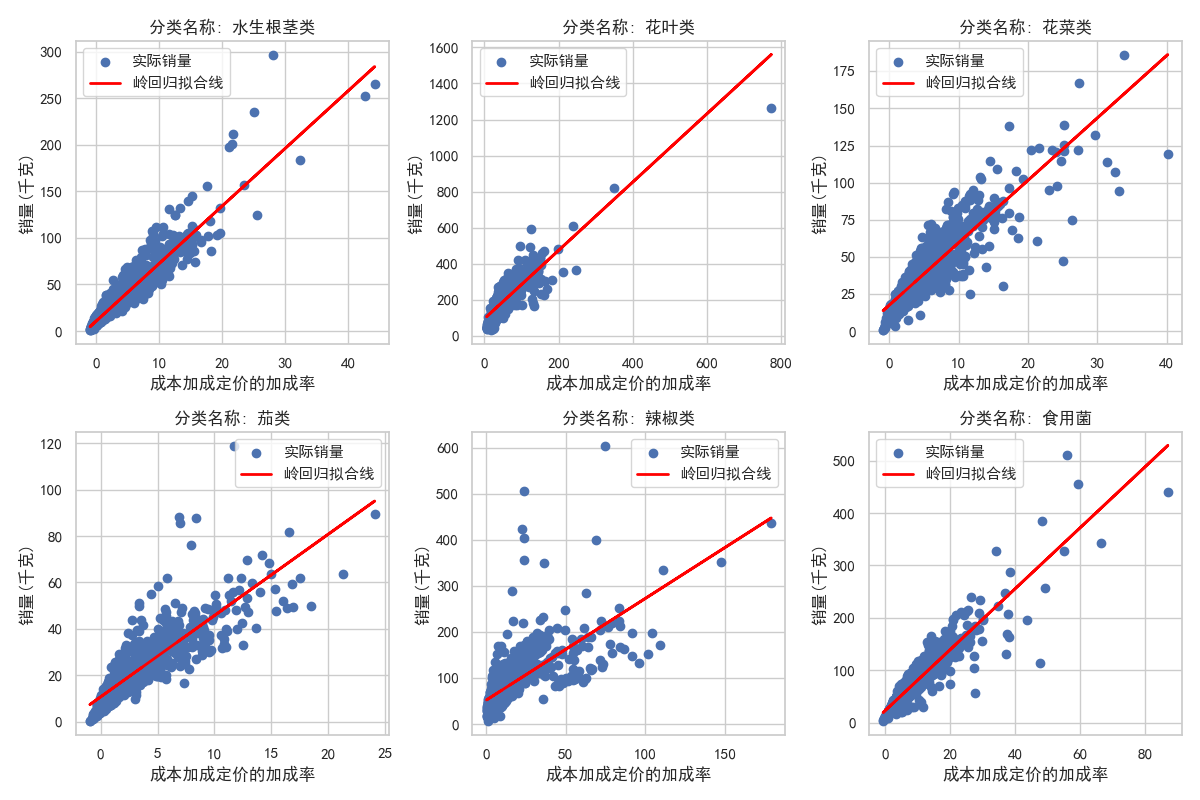 分类名称: 水生根茎类
实际销量
岭回归拟合线
销量(千克)
300
250
200
150
100
50
0
0 10 20 30 40
成本加成定价的加成率
分类名称: 花叶类
实际销量
岭回归拟合线
销量(千克)
1600
1400
1200
1000
800
600
400
200
0
0 200 400 600 800
成本加成定价的加成率
分类名称: 花菜类
实际销量
岭回归拟合线
销量(千克)
175
150
125
100
75
50
25
0
0 10 20 30 40
成本加成定价的加成率
分类名称: 茄类
实际销量
岭回归拟合线
销量(千克)
120
100
80
60
40
20
0
0 5 10 15 20 25
成本加成定价的加成率
分类名称: 辣椒类
实际销量
岭回归拟合线
销量(千克)
600
500
400
300
200
100
0
0 50 100 150
成本加成定价的加成率
分类名称: 食用菌
实际销量
岭回归拟合线
销量(千克)
500
400
300
200
100
0
0 20 40 60 80
成本加成定价的加成率